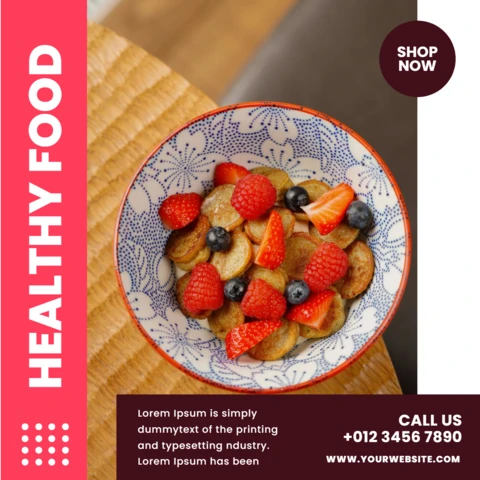 HEALTHY FOOD
SHOP
NOW
Lorem Ipsum is simply
dummytext of the printing
and typesetting ndustry.
Lorem Ipsum has been
CALL US
+012 3456 7890
WWW.YOURWEBSITE.COM